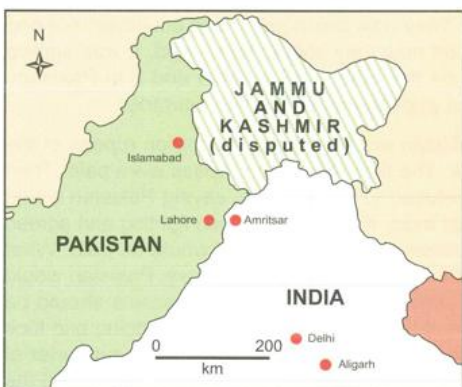 N
JAMMU
AND
KASHMIR
(disputed)
Islamabad
Lahore
Amritsar
PAKISTAN
INDIA
Delhi
0 200
km
Aligarh